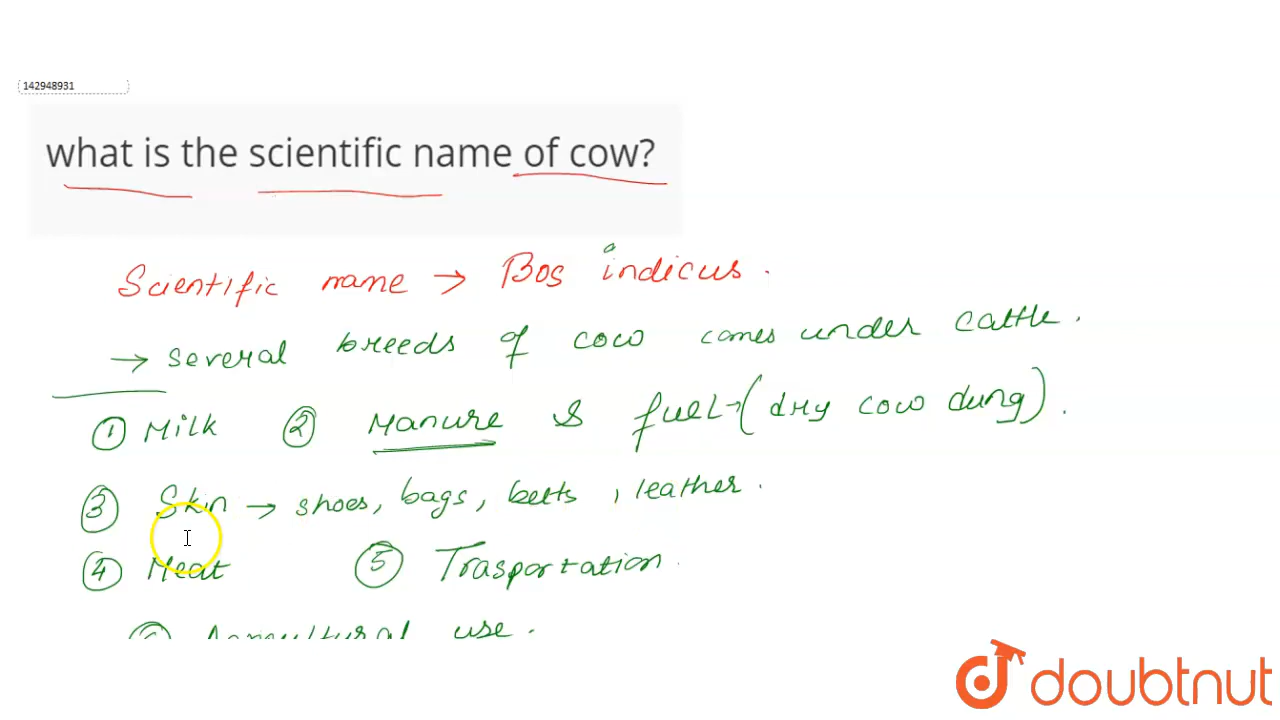 142948931
what is the scientific name of cow?
Scientific name → Bos indicus.
→ several breeds of cow comes under cattle.
① Milk ② Manure & fuel → (dry cow dung).
③ Skin → shoes, bags, belts, leather.
④ Meat ⑤ Trasportation.
use.
doubtnut